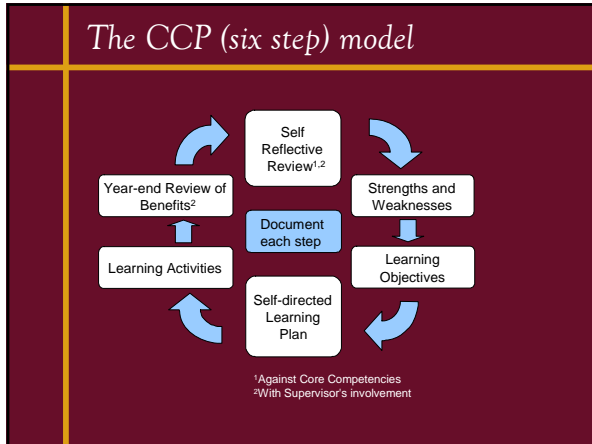 The CCP (six step) model
Self
Reflective
Review¹,²
Strengths and
Weaknesses
Learning
Objectives
Self-directed
Learning
Plan
Learning Activities
Year-end Review of
Benefits²
Document
each step
¹Against Core Competencies
²With Supervisor's involvement